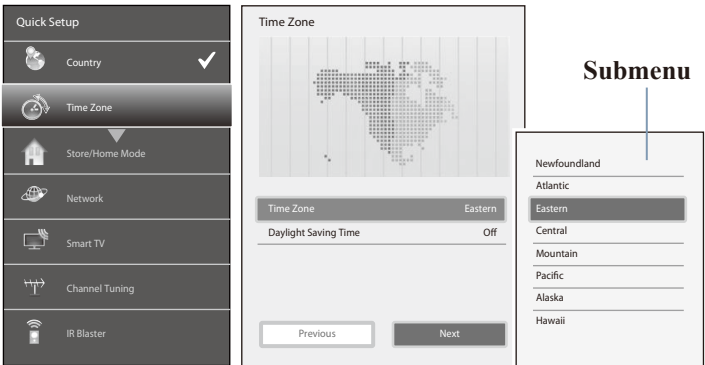 Quick Setup
Country
Time Zone
Store/Home Mode
Network
Smart TV
Channel Tuning
IR Blaster
Time Zone
Time Zone Eastern
Daylight Saving Time Off
Previous Next
Submenu
Newfoundland
Atlantic
Eastern
Central
Mountain
Pacific
Alaska
Hawaii